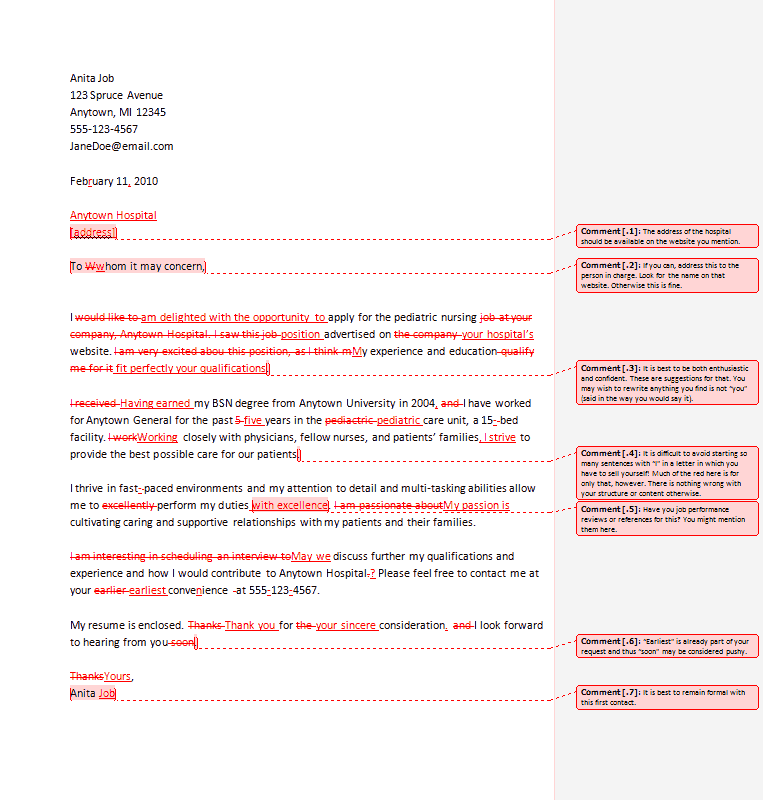 Anita Job
123 Spruce Avenue
Anytown, MI 12345
555-123-4567
JaneDoe@email.com
February 11, 2010
Anytown Hospital
[address]
Comment [.1]: The address of the hospital
should be available on the website you mention.
To Wwhom it may concern,
Comment [.2]: If you can, address this to the
person in charge. Look for the name on that
website. Otherwise this is fine.
I would like to am delighted with the opportunity to apply for the pediatric nursing job at your
company, Anytown Hospital. I saw this job position advertised on the company your hospital's
website. I am very excited abou this position, as I think mMy experience and education qualify
me for it fit perfectly your qualifications.
Comment [.3]: It is best to be both enthusiastic
and confident. These are suggestions for that. You
may wish to rewrite anything you find is not "you"
(said in the way you would say it).
I received Having earned my BSN degree from Anytown University in 2004, and I have worked
for Anytown General for the past 5 five years in the pediactric pediatric care unit, a 15--bed
facility. I workWorking closely with physicians, fellow nurses, and patients' families, I strive to
provide the best possible care for our patients.
Comment [.4]: It is difficult to avoid starting so
many sentences with "I" in a letter in which you
have to sell yourself! Much of the red here is for
only that, however. There is nothing wrong with
your structure or content otherwise.
I thrive in fast-paced environments and my attention to detail and multi-tasking abilities allow
me to excellently perform my duties with excellence. I am passionate aboutMy passion is
cultivating caring and supportive relationships with my patients and their families.
Comment [.5]: Have you job performance
reviews or references for this? You might mention
them here.
I am interesting in scheduling an interview toMay we discuss further my qualifications and
experience and how I would contribute to Anytown Hospital.? Please feel free to contact me at
your earlier earliest convenience -at 555-123-4567.
My resume is enclosed. Thanks Thank you for the your sincere consideration, and I look forward
to hearing from you soon.
Comment [.6]: "Earliest" is already part of your
request and thus "soon" may be considered pushy.
ThanksYours,
Anita Job
Comment [.7]: It is best to remain formal with
this first contact.